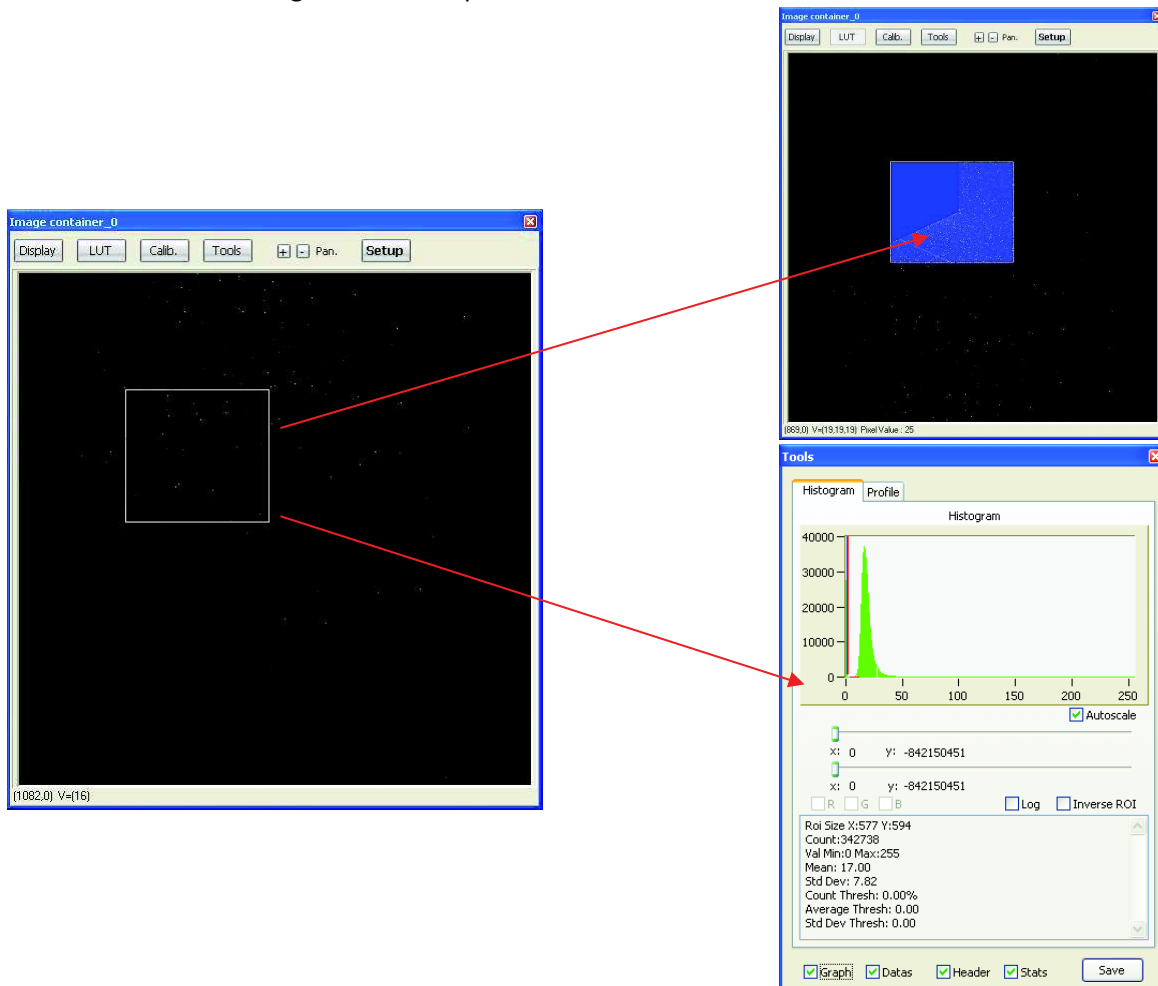 Image container_0
Display LUT Calib. Tools + - Pan. Setup
(1082,0) V=(16)
Image container_0
Display LUT Calib. Tools + - Pan. Setup
(869,0) V=(19,19,19) Pixel Value : 25
Tools
Histogram Profile
Histogram
40000
30000
20000
10000
0
0 50 100 150 200 250
Autoscale
x: 0 y: -842150451
x: 0 y: -842150451
R G B Log Inverse ROI
Roi Size X:577 Y:594
Count:342738
Val Min:0 Max:255
Mean: 17.00
Std Dev: 7.82
Count Thresh: 0.00%
Average Thresh: 0.00
Std Dev Thresh: 0.00
Graph Datas Header Stats Save